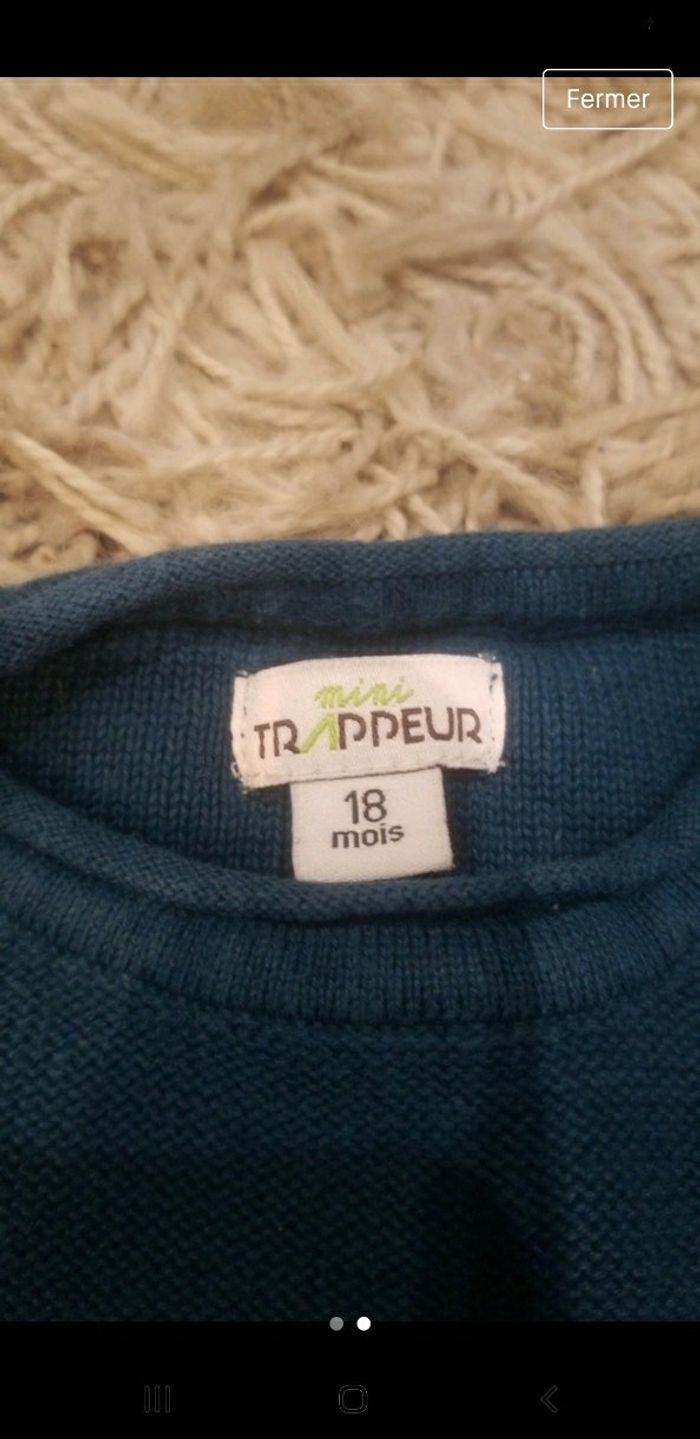 Fermer
mini
TRAPPEUR
18
mois